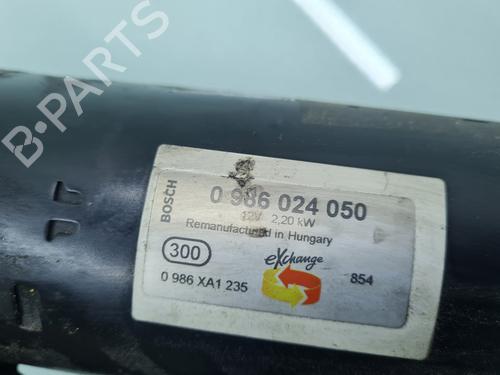 B-PARTS
BOSCH
0 986 024 050
12V 2,20 kW
Remanufactured in Hungary
300
eXchange
854
0 986 XA1 235